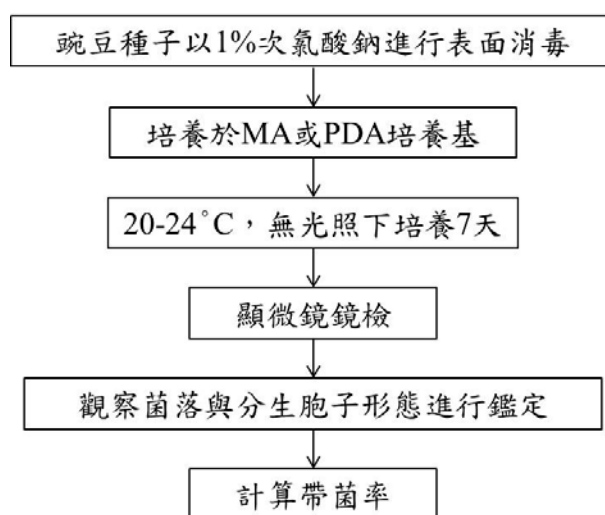 豌豆種子以1%次氯酸鈉進行表面消毒
培養於MA或PDA培養基
20-24°C，無光照下培養7天
顯微鏡鏡檢
觀察菌落與分生胞子形態進行鑑定
計算帶菌率